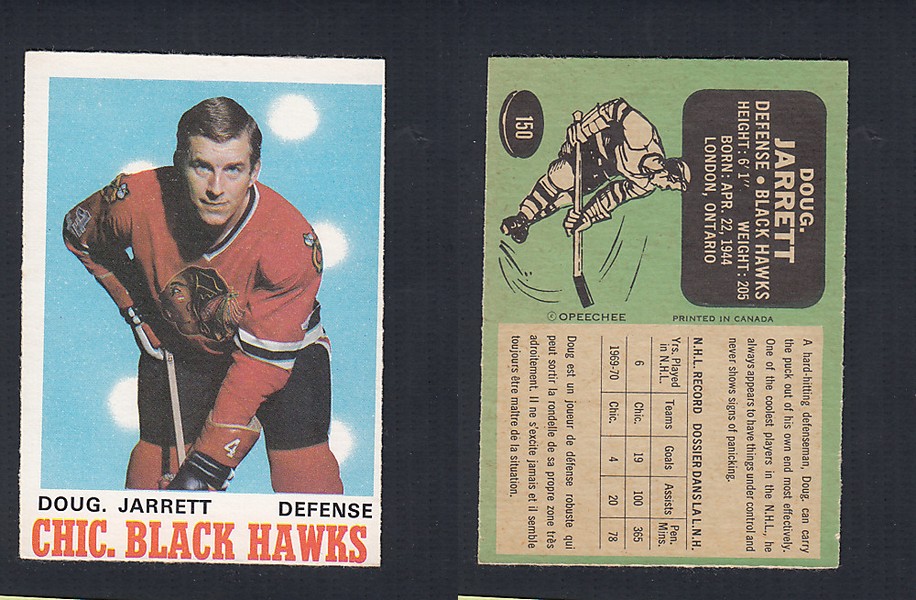 DOUG. JARRETT DEFENSE
CHIC. BLACK HAWKS
4
150
DOUG.
JARRETT
DEFENSE • BLACK HAWKS
HEIGHT: 6' 1" WEIGHT: 205
BORN: APR. 22, 1944
LONDON, ONTARIO
© OPEECHEE PRINTED IN CANADA
A hard-hitting defenseman, Doug. can carry
the puck out of his own end most effectively.
One of the coolest players in the N.H.L., he
always appears to have things under control and
never shows signs of panicking.
N.H.L. RECORD DOSSIER DANS LA L.N.H.
Yrs. Played in N.H.L. Teams Goals Assists Pen. Mins.
6 Chic. 19 100 365
1969-70 Chic. 4 20 78
Doug est un joueur de défense robuste qui
peut sortir la rondelle de sa propre zone très
adroitement. Il ne s'excite jamais et il semble
toujours être maître de la situation.